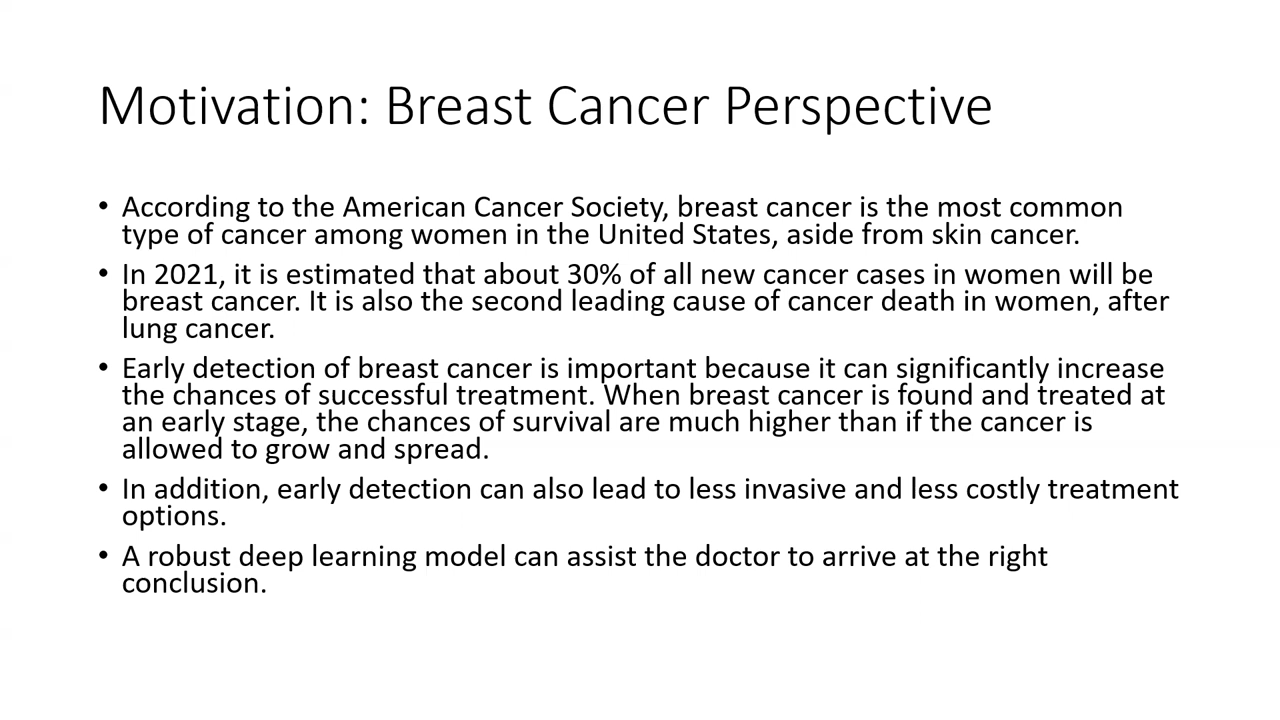 Motivation: Breast Cancer Perspective
• According to the American Cancer Society, breast cancer is the most common
type of cancer among women in the United States, aside from skin cancer.
• In 2021, it is estimated that about 30% of all new cancer cases in women will be
breast cancer. It is also the second leading cause of cancer death in women, after
lung cancer.
• Early detection of breast cancer is important because it can significantly increase
the chances of successful treatment. When breast cancer is found and treated at
an early stage, the chances of survival are much higher than if the cancer is
allowed to grow and spread.
• In addition, early detection can also lead to less invasive and less costly treatment
options.
• A robust deep learning model can assist the doctor to arrive at the right
conclusion.